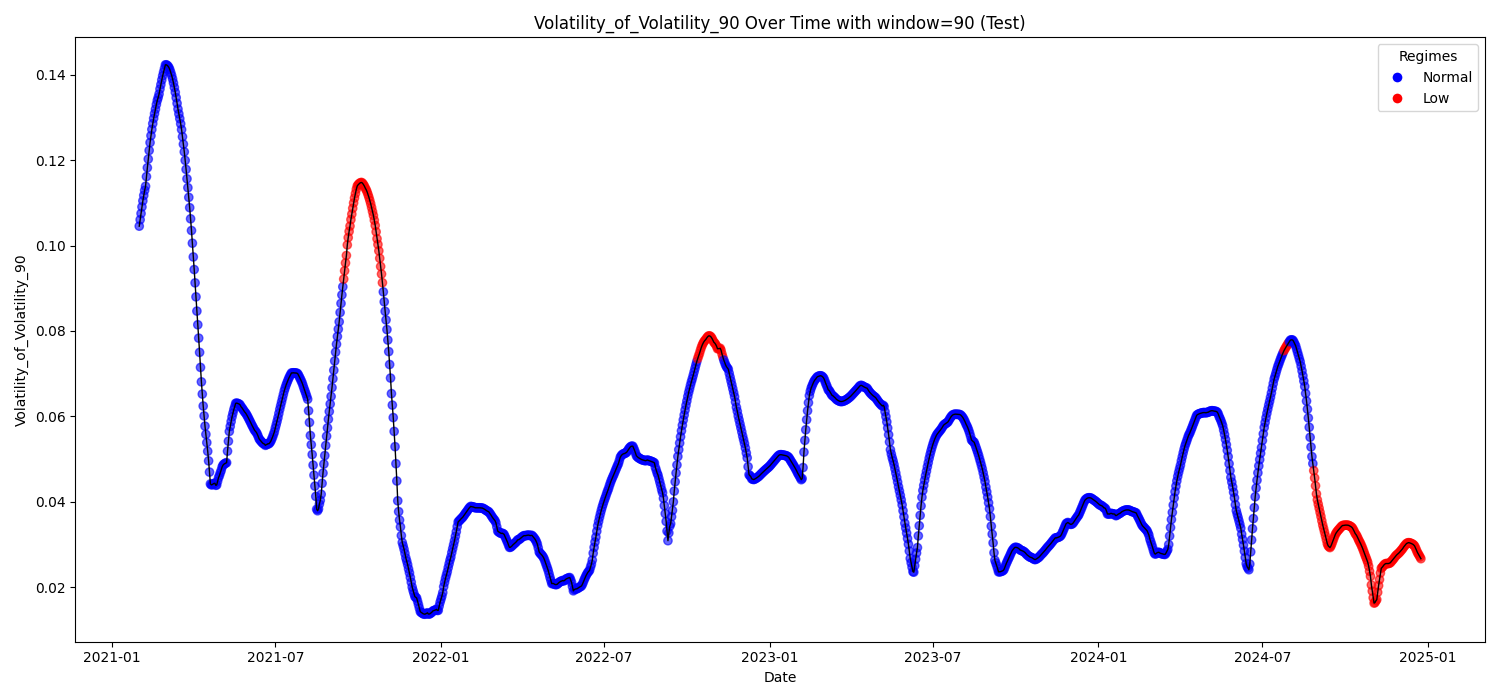 Volatility_of_Volatility_90 Over Time with window=90 (Test)
Regimes
Normal
Low
Volatility_of_Volatility_90
0.14
0.12
0.10
0.08
0.06
0.04
0.02
2021-01
2021-07
2022-01
2022-07
2023-01
2023-07
2024-01
2024-07
2025-01
Date